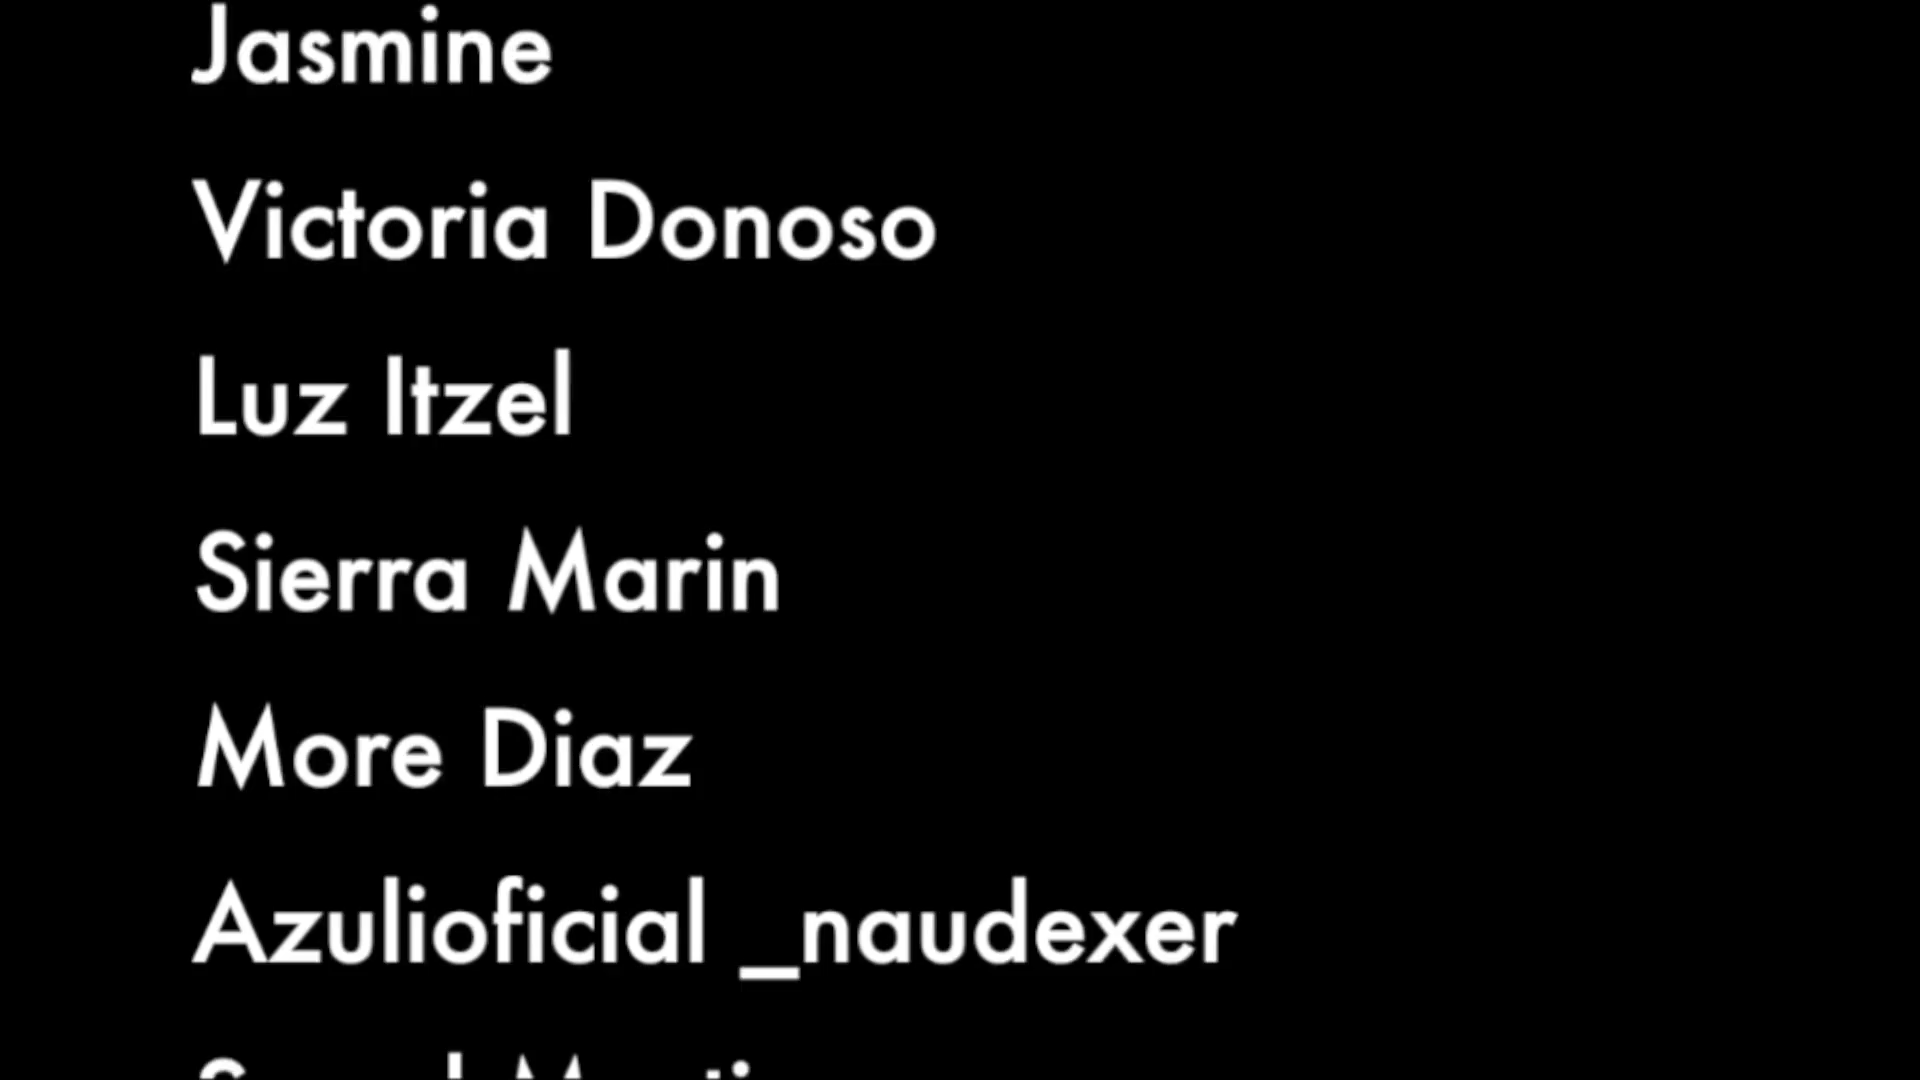 Jasmine
Victoria Donoso
Luz Itzel
Sierra Marin
More Diaz
Azulioficial _naudexer